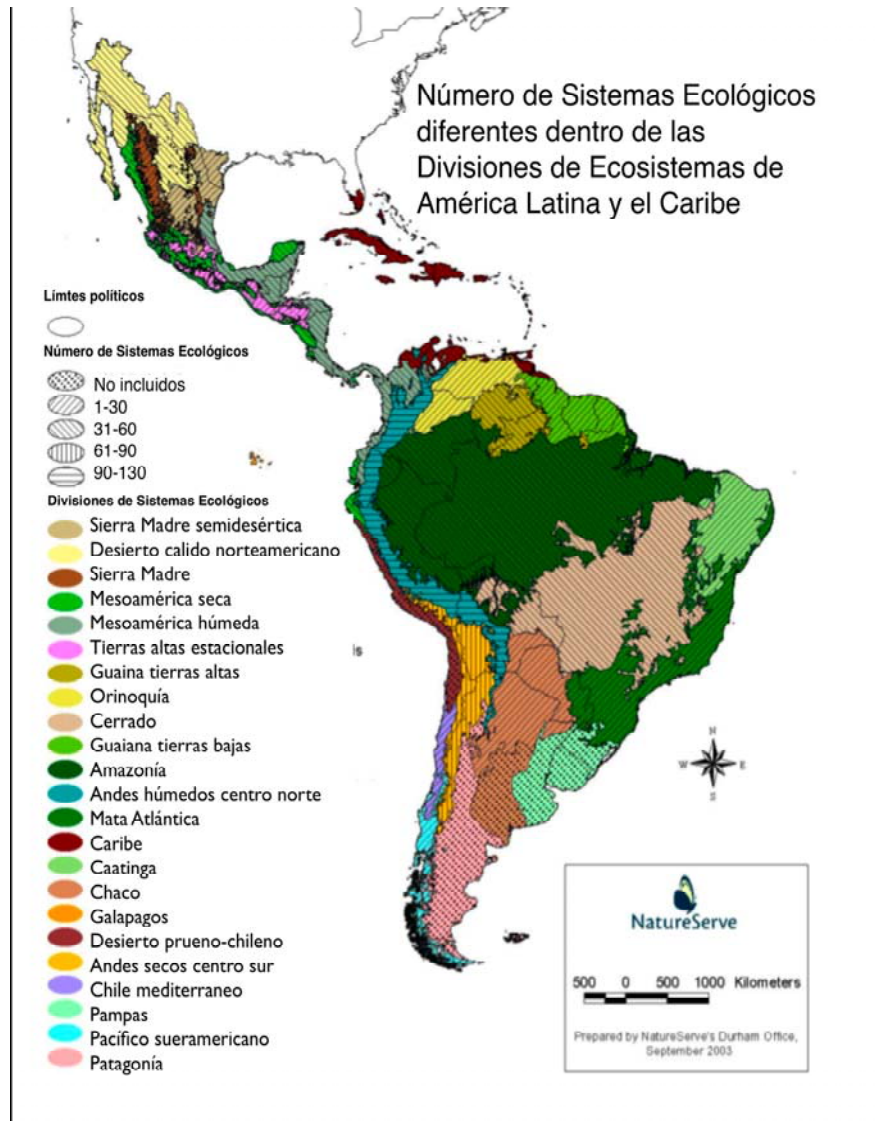 Número de Sistemas Ecológicos
diferentes dentro de las
Divisiones de Ecosistemas de
América Latina y el Caribe
Límtes políticos
Número de Sistemas Ecológicos
No incluidos
1-30
31-60
61-90
90-130
Divisiones de Sistemas Ecológicos
Sierra Madre semidesértica
Desierto calido norteamericano
Sierra Madre
Mesoamérica seca
Mesoamérica húmeda
Tierras altas estacionales
Guaina tierras altas
Orinoquía
Cerrado
Guaiana tierras bajas
Amazonía
Andes húmedos centro norte
Mata Atlántica
Caribe
Caatinga
Chaco
Galapagos
Desierto prueno-chileno
Andes secos centro sur
Chile mediterraneo
Pampas
Pacífico sueramericano
Patagonía
is
N
W E
S
NatureServe
500 0 500 1000 Kilometers
Prepared by NatureServe's Durham Office,
September 2003